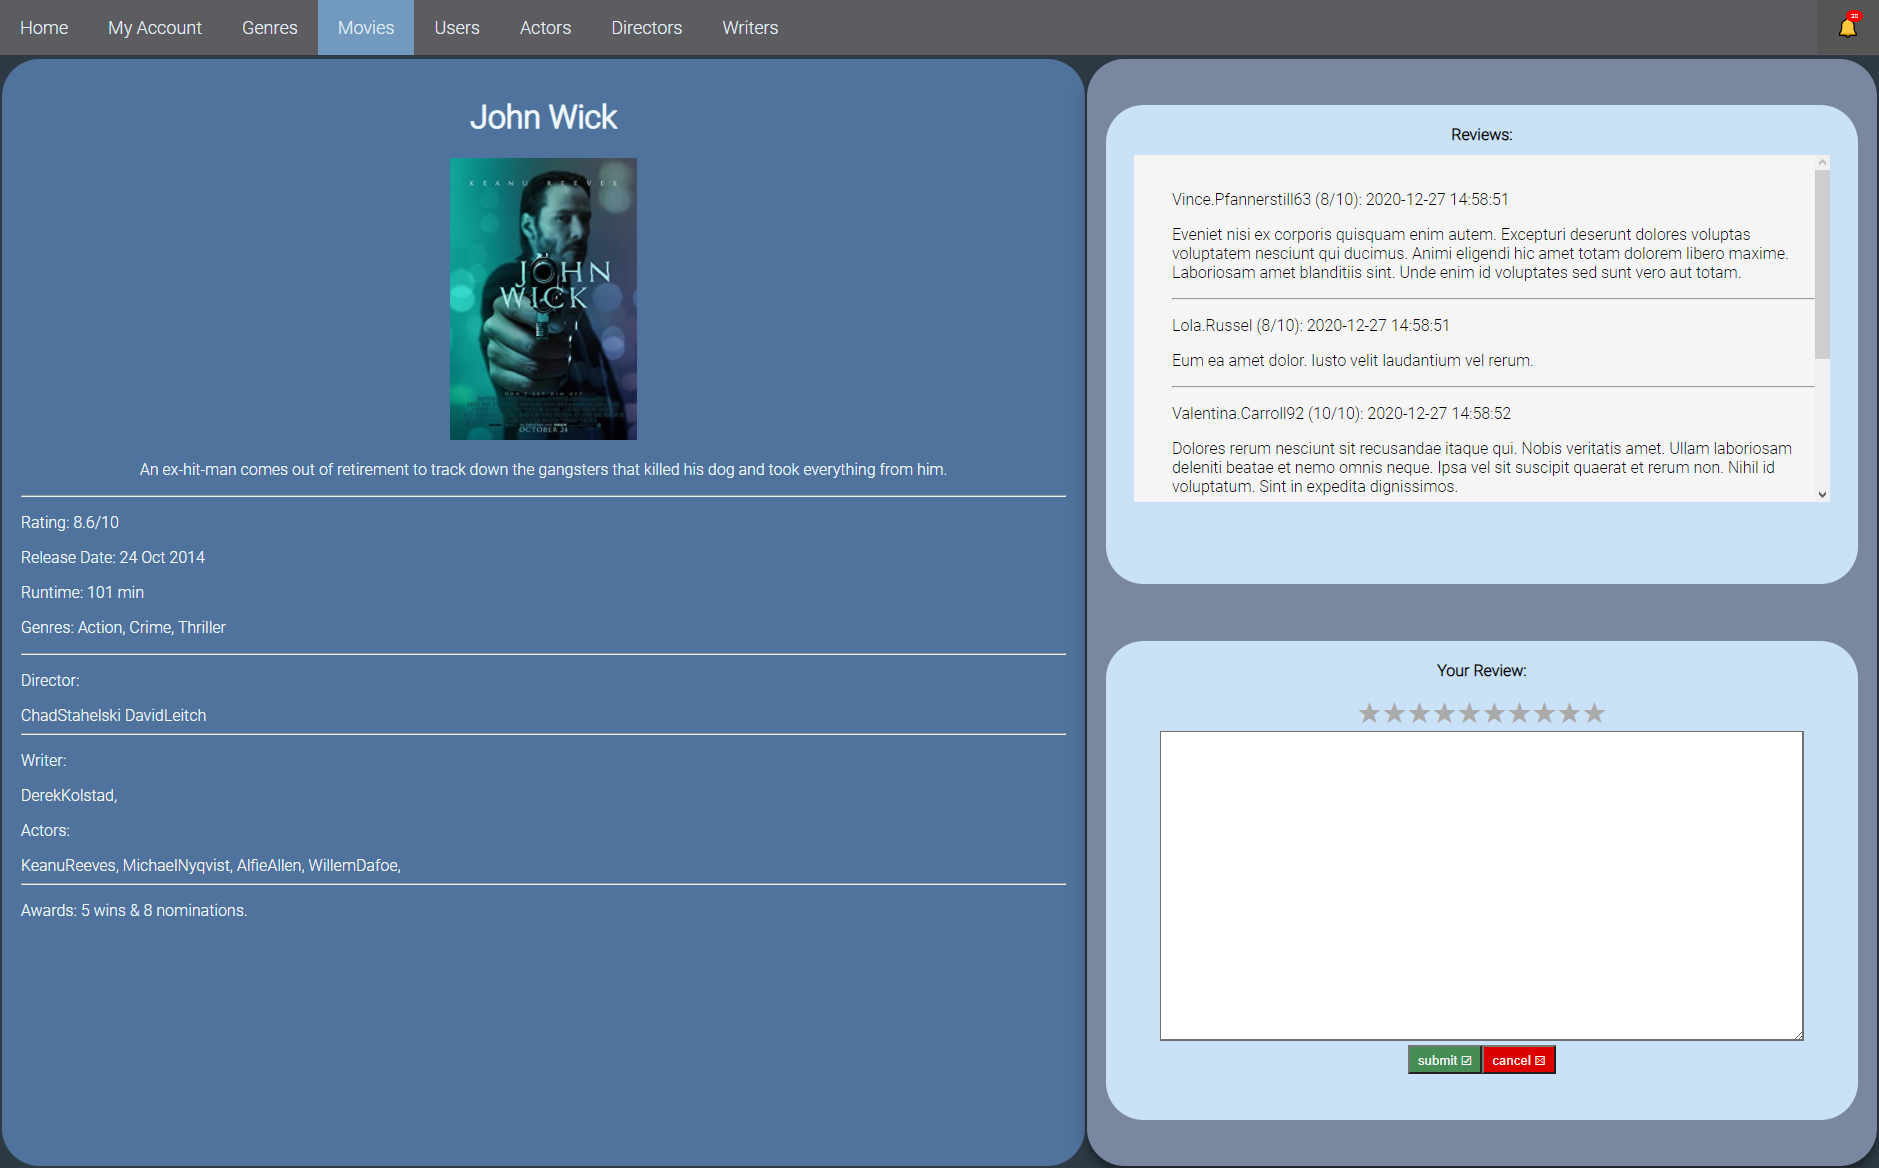 Home My Account Genres Movies Users Actors Directors Writers
30
John Wick
KEANU REEVES
JOHN
WICK
DON'T SET HIM OFF
OCTOBER 24
An ex-hit-man comes out of retirement to track down the gangsters that killed his dog and took everything from him.
Rating: 8.6/10
Release Date: 24 Oct 2014
Runtime: 101 min
Genres: Action, Crime, Thriller
Director:
ChadStahelski DavidLeitch
Writer:
DerekKolstad,
Actors:
KeanuReeves, MichaelNyqvist, AlfieAllen, WillemDafoe,
Awards: 5 wins & 8 nominations.
Reviews:
Vince.Pfannerstill63 (8/10): 2020-12-27 14:58:51
Eveniet nisi ex corporis quisquam enim autem. Excepturi deserunt dolores voluptas
voluptatem nesciunt qui ducimus. Animi eligendi hic amet totam dolorem libero maxime.
Laboriosam amet blanditiis sint. Unde enim id voluptates sed sunt vero aut totam.
Lola.Russel (8/10): 2020-12-27 14:58:51
Eum ea amet dolor. Iusto velit laudantium vel rerum.
Valentina.Carroll92 (10/10): 2020-12-27 14:58:52
Dolores rerum nesciunt sit recusandae itaque qui. Nobis veritatis amet. Ullam laboriosam
deleniti beatae et nemo omnis neque. Ipsa vel sit suscipit quaerat et rerum non. Nihil id
voluptatum. Sint in expedita dignissimos.
Your Review:
★★★★★★★★★★
submit ☑ cancel ☒